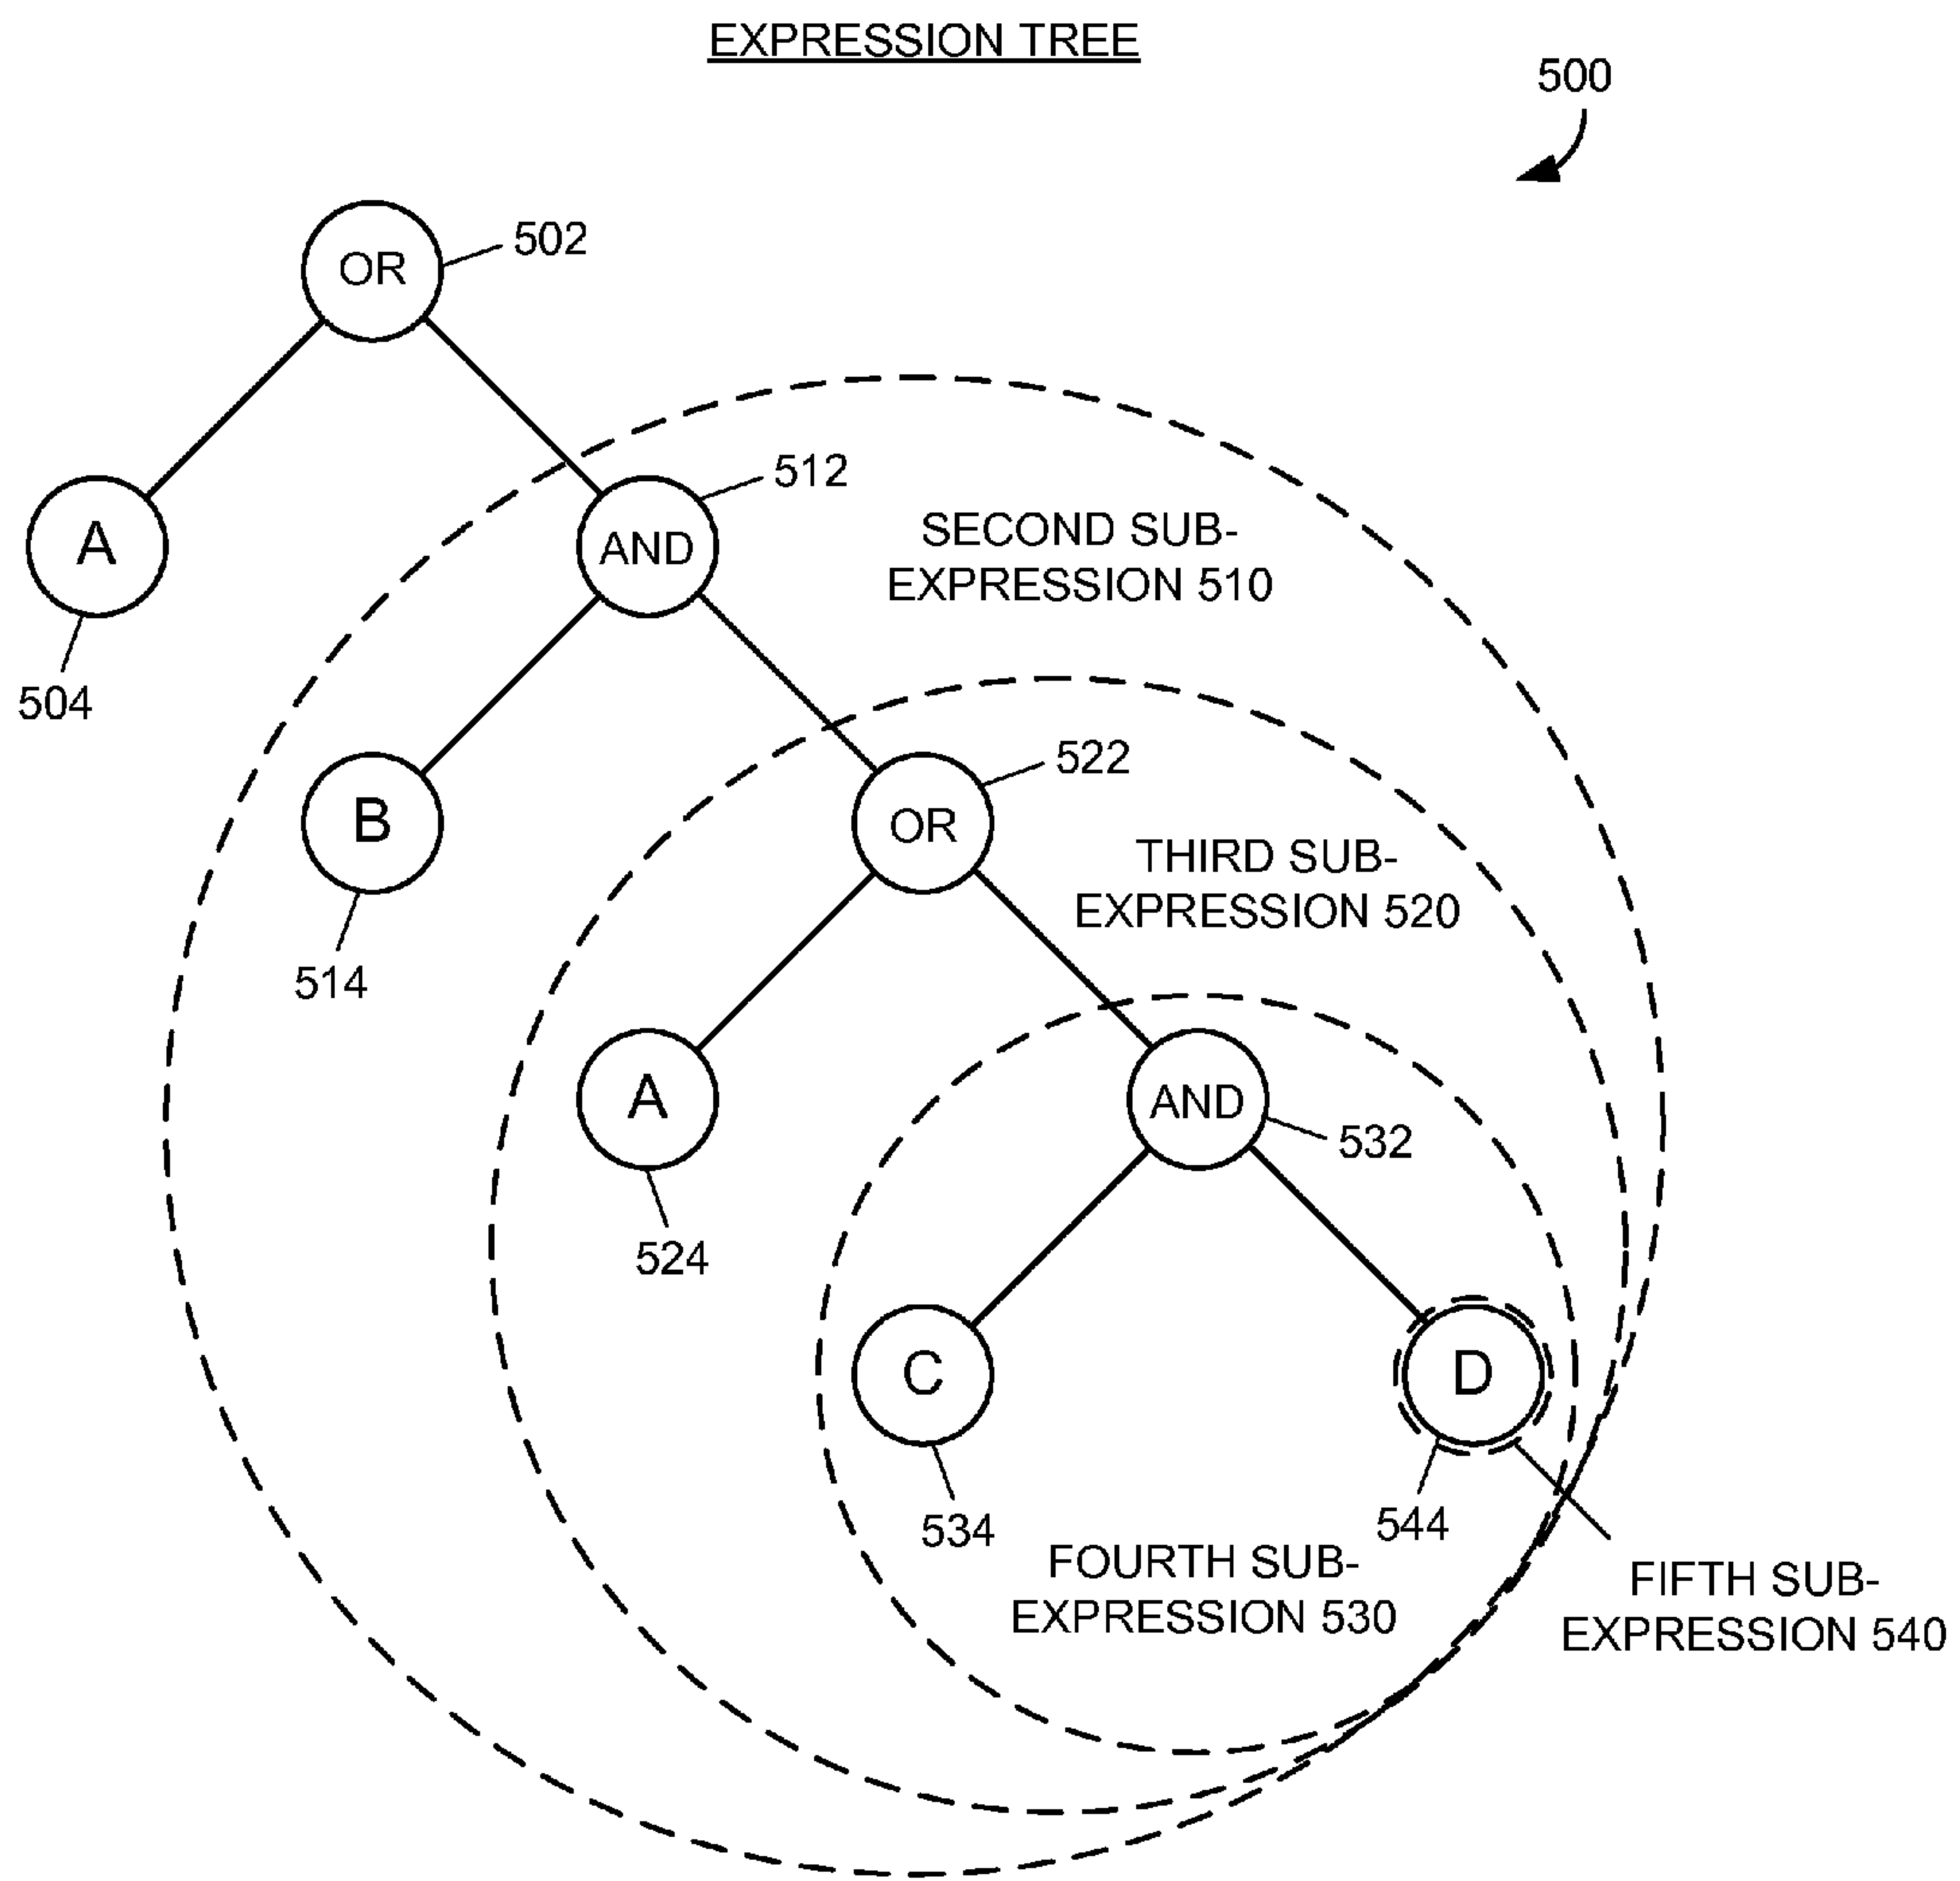 EXPRESSION TREE
500
OR
502
A
504
AND
512
SECOND SUB-
EXPRESSION 510
B
514
OR
522
THIRD SUB-
EXPRESSION 520
A
524
AND
532
C
534
D
544
FOURTH SUB-
EXPRESSION 530
FIFTH SUB-
EXPRESSION 540